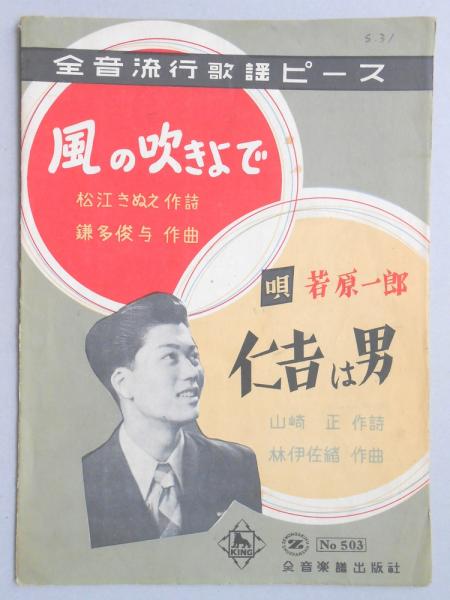 S.31
全音流行歌謡ピース
風の吹きよで
松江きぬえ作詩
鎌多俊与 作曲
唄 若原一郎
仁吉は男
山崎 正 作詩
林伊佐緒 作曲
KING
Z
No 503
全音楽譜出版社